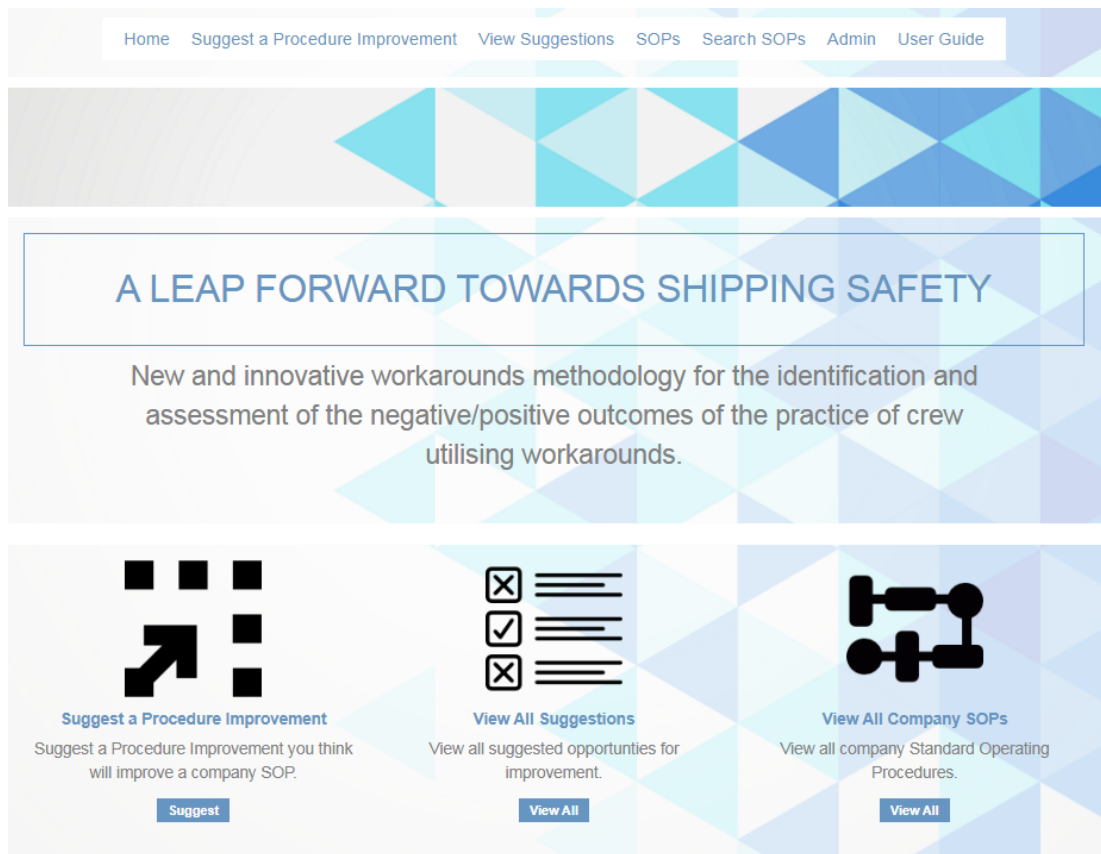 Home Suggest a Procedure Improvement View Suggestions SOPs Search SOPs Admin User Guide
A LEAP FORWARD TOWARDS SHIPPING SAFETY
New and innovative workarounds methodology for the identification and
assessment of the negative/positive outcomes of the practice of crew
utilising workarounds.
Suggest a Procedure Improvement
Suggest a Procedure Improvement you think
will improve a company SOP.
Suggest
View All Suggestions
View all suggested opportunties for
improvement.
View All
View All Company SOPs
View all company Standard Operating
Procedures.
View All